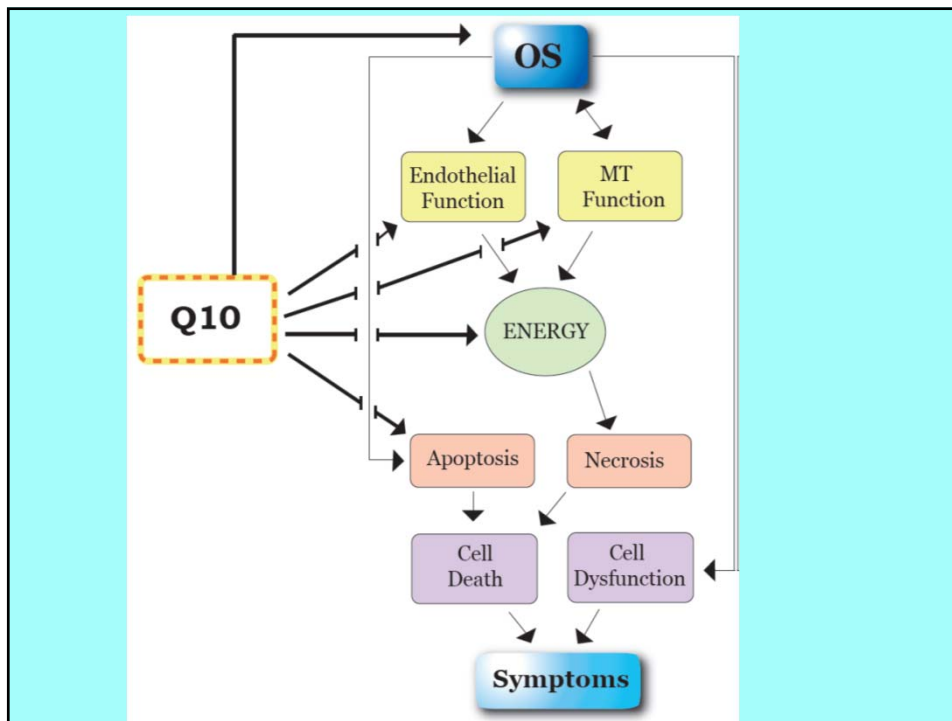 OS
Endothelial
Function
MT
Function
Q10
ENERGY
Apoptosis
Necrosis
Cell
Death
Cell
Dysfunction
Symptoms